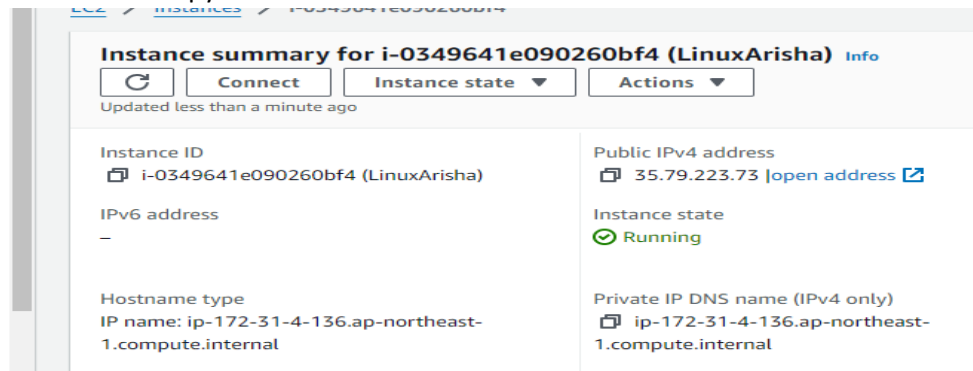 EC2 / Instances / i-0349641e090260bf4
Instance summary for i-0349641e090260bf4 (LinuxArisha) Info
Connect Instance state Actions
Updated less than a minute ago
Instance ID
i-0349641e090260bf4 (LinuxArisha)
Public IPv4 address
35.79.223.73 |open address
IPv6 address
–
Instance state
Running
Hostname type
IP name: ip-172-31-4-136.ap-northeast-
1.compute.internal
Private IP DNS name (IPv4 only)
ip-172-31-4-136.ap-northeast-
1.compute.internal